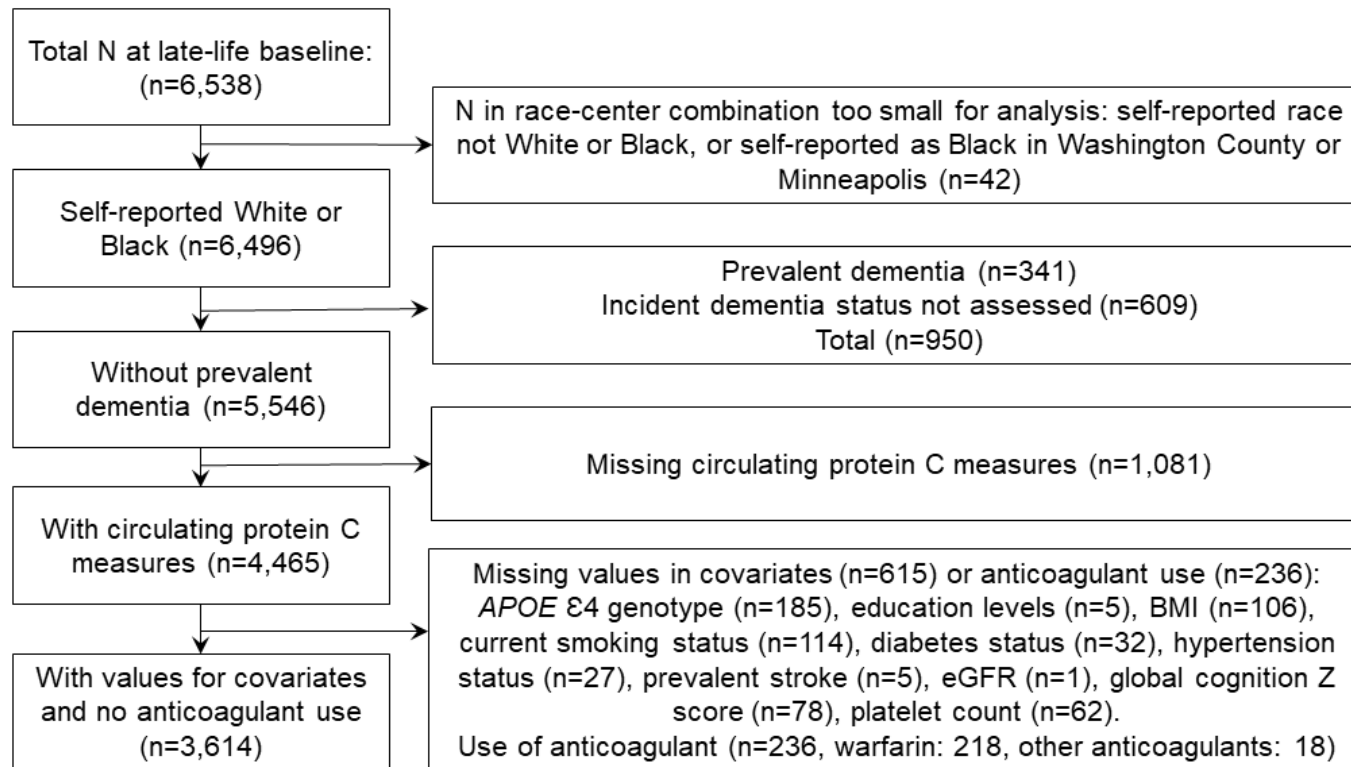 Total N at late-life baseline:
(n=6,538)
N in race-center combination too small for analysis: self-reported race
not White or Black, or self-reported as Black in Washington County or
Minneapolis (n=42)
Self-reported White or
Black (n=6,496)
Prevalent dementia (n=341)
Incident dementia status not assessed (n=609)
Total (n=950)
Without prevalent
dementia (n=5,546)
Missing circulating protein C measures (n=1,081)
With circulating protein C
measures (n=4,465)
Missing values in covariates (n=615) or anticoagulant use (n=236):
APOE Ɛ4 genotype (n=185), education levels (n=5), BMI (n=106),
current smoking status (n=114), diabetes status (n=32), hypertension
status (n=27), prevalent stroke (n=5), eGFR (n=1), global cognition Z
score (n=78), platelet count (n=62).
Use of anticoagulant (n=236, warfarin: 218, other anticoagulants: 18)
With values for covariates
and no anticoagulant use
(n=3,614)